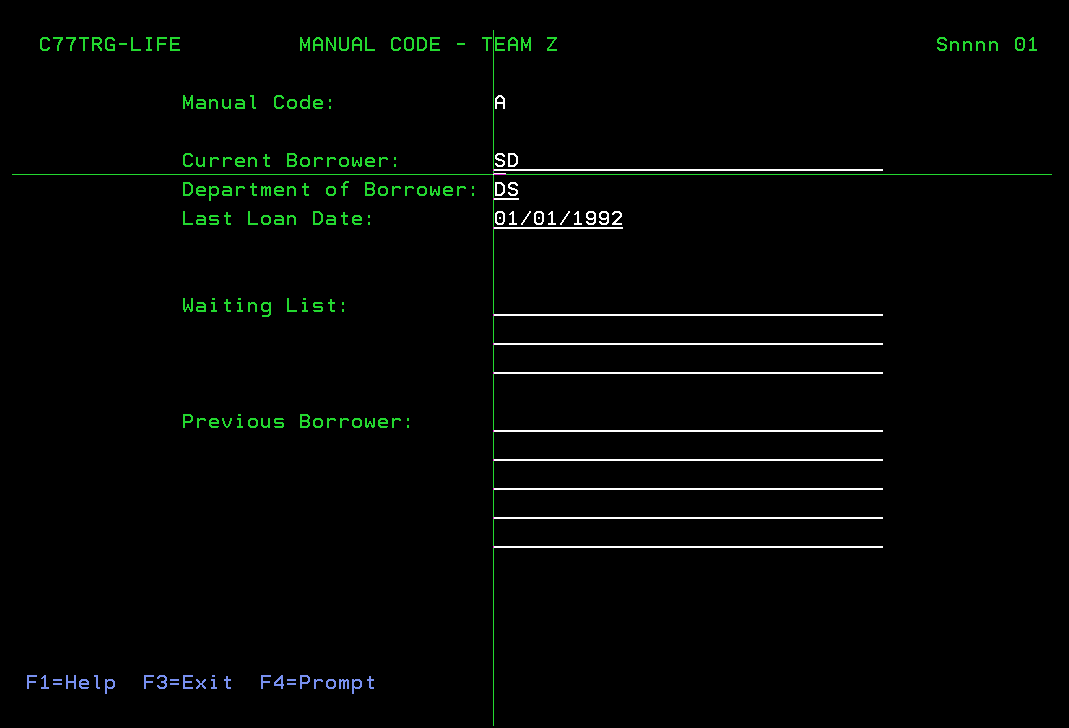 C77TRG-LIFE MANUAL CODE - TEAM Z Snnnn 01
Manual Code: A
Current Borrower: SD
Department of Borrower: DS
Last Loan Date: 01/01/1992
Waiting List:
Previous Borrower:
F1=Help F3=Exit F4=Prompt